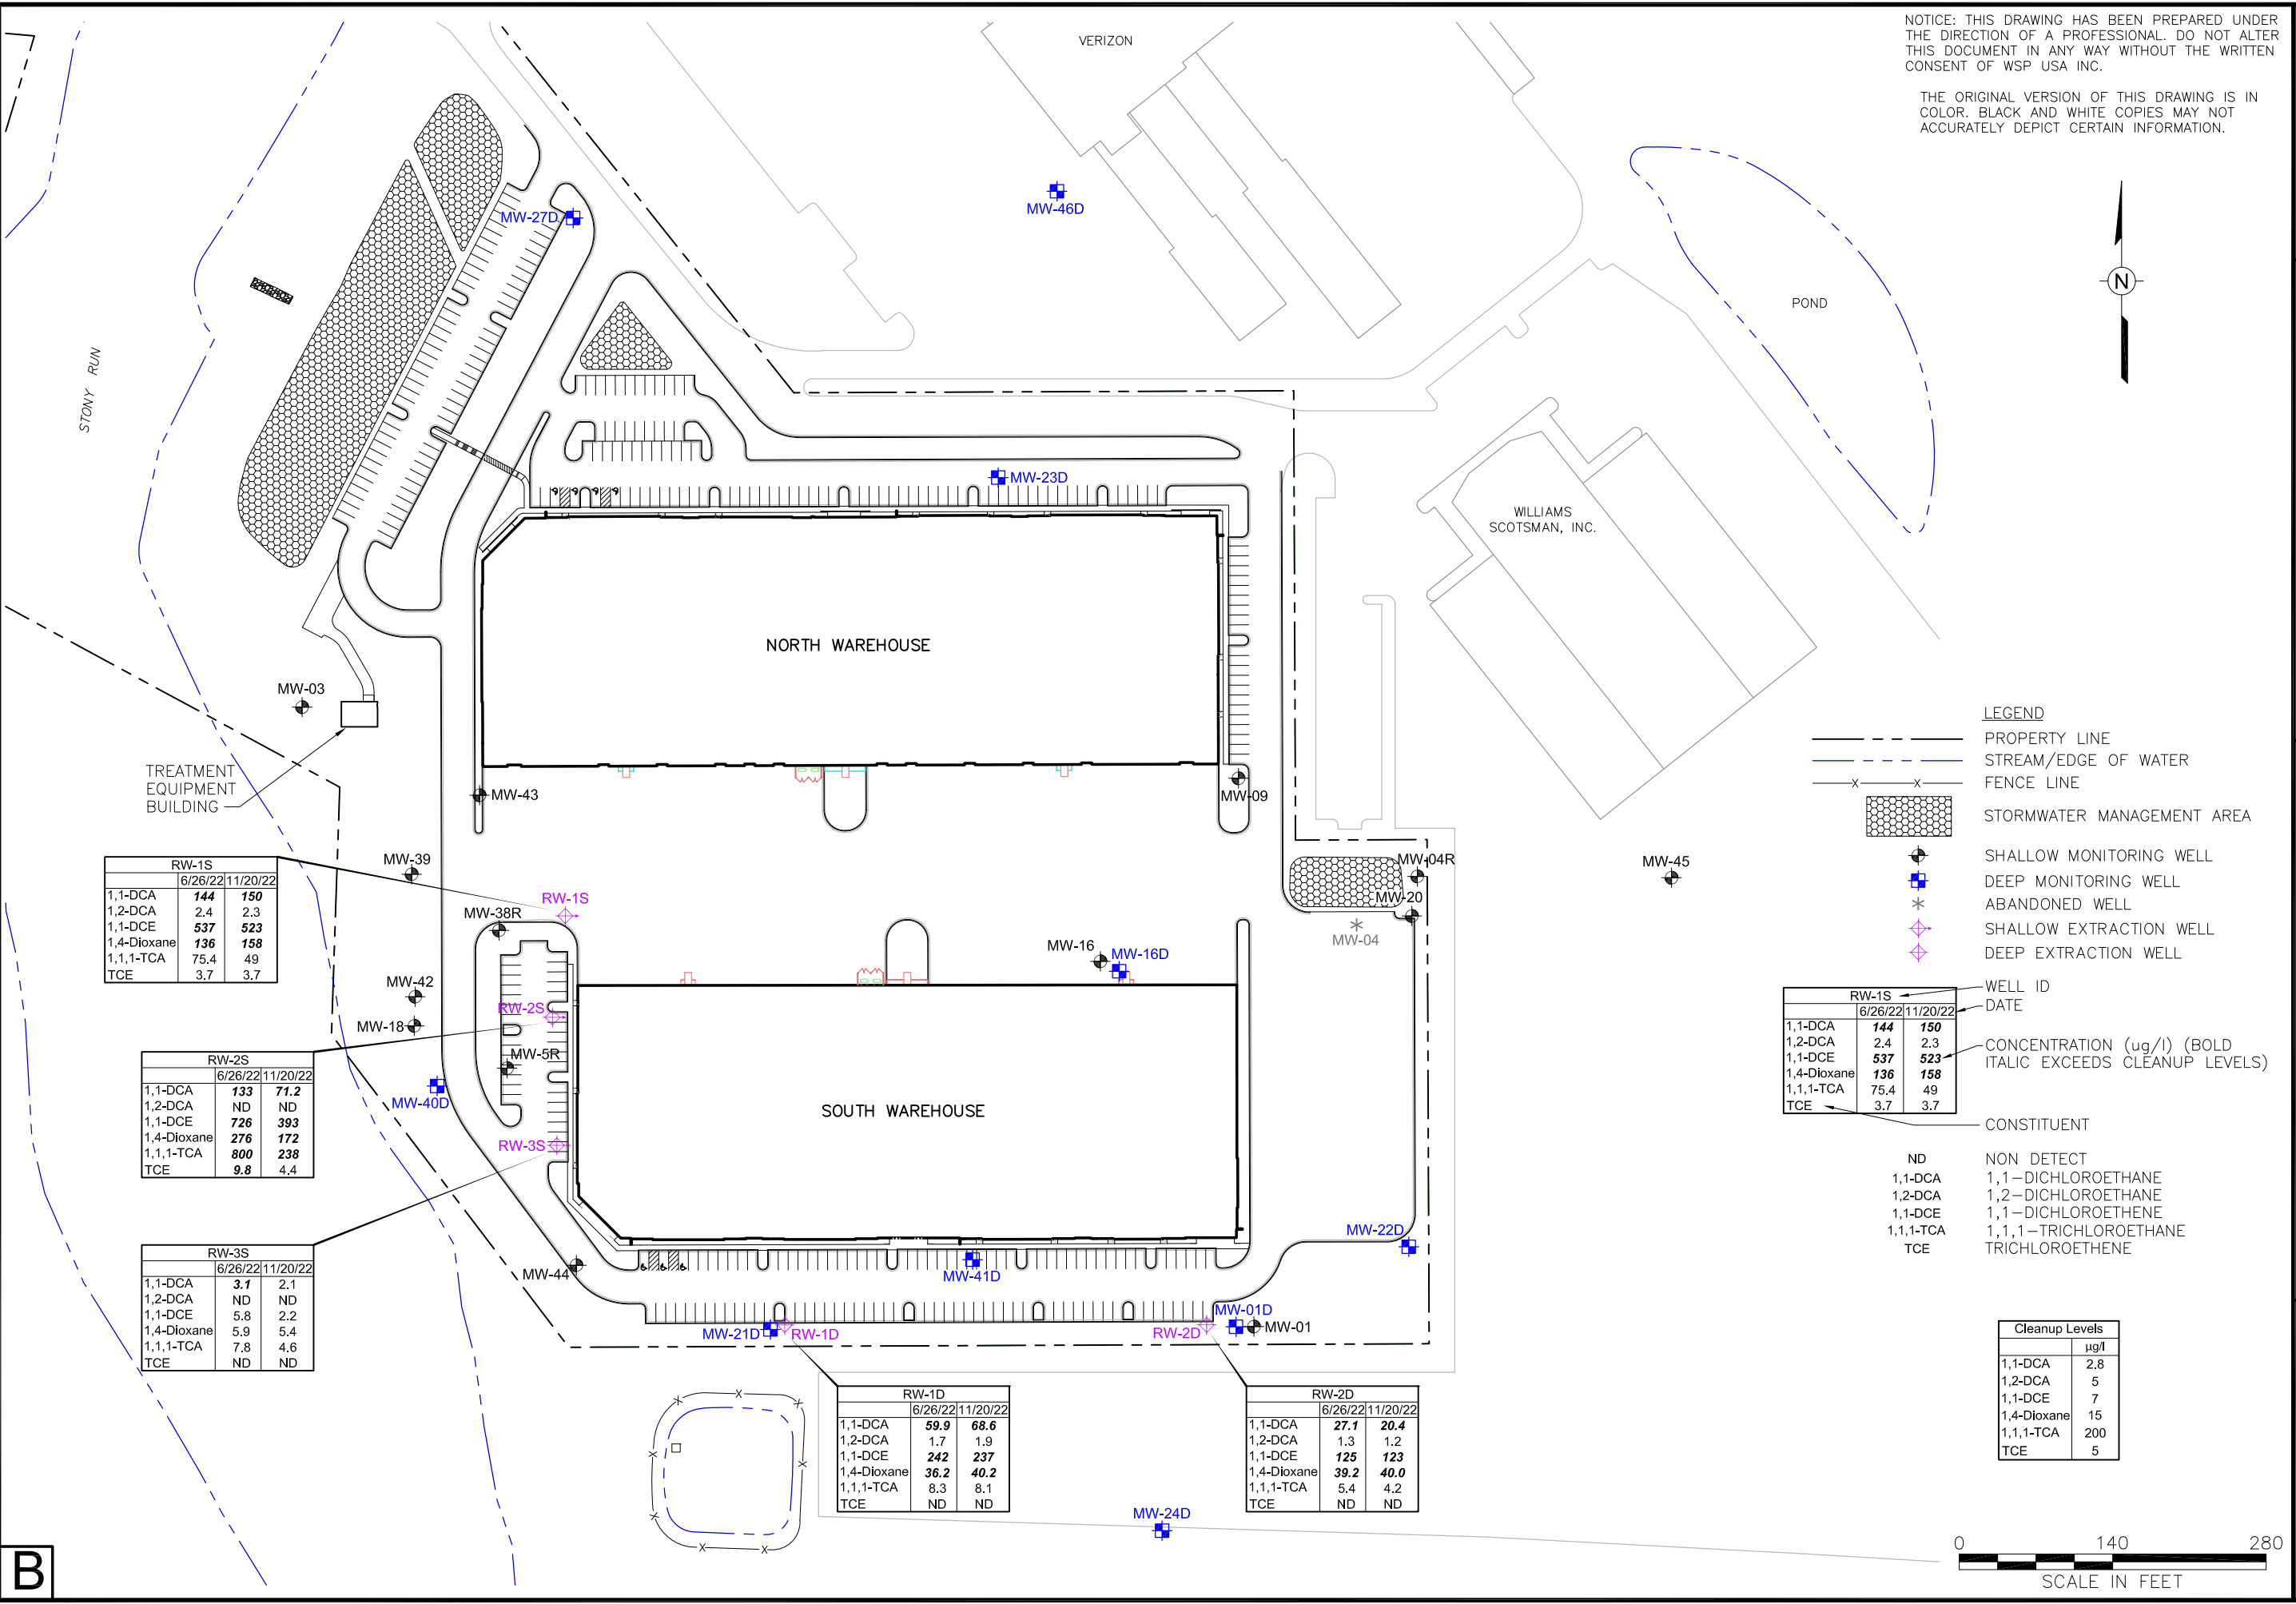 NOTICE: THIS DRAWING HAS BEEN PREPARED UNDER
THE DIRECTION OF A PROFESSIONAL. DO NOT ALTER
THIS DOCUMENT IN ANY WAY WITHOUT THE WRITTEN
CONSENT OF WSP USA INC.
THE ORIGINAL VERSION OF THIS DRAWING IS IN
COLOR. BLACK AND WHITE COPIES MAY NOT
ACCURATELY DEPICT CERTAIN INFORMATION.
VERIZON
MW-46D
MW-27D
N
POND
STONY RUN
MW-23D
WILLIAMS
SCOTSMAN, INC.
NORTH WAREHOUSE
MW-03
TREATMENT
EQUIPMENT
BUILDING
MW-43
MW-09
MW-39
MW-04R
MW-45
MW-20
RW-1S
MW-38R
MW-04
MW-16
MW-16D
MW-42
RW-2S
MW-18
MW-5R
MW-40D
SOUTH WAREHOUSE
RW-3S
MW-22D
MW-44
MW-41D
MW-01D
MW-21D
RW-1D
RW-2D
MW-01
MW-24D
RW-1S
6/26/22 11/20/22
1,1-DCA 144 150
1,2-DCA 2.4 2.3
1,1-DCE 537 523
1,4-Dioxane 136 158
1,1,1-TCA 75.4 49
TCE 3.7 3.7
RW-2S
6/26/22 11/20/22
1,1-DCA 133 71.2
1,2-DCA ND ND
1,1-DCE 726 393
1,4-Dioxane 276 172
1,1,1-TCA 800 238
TCE 9.8 4.4
RW-3S
6/26/22 11/20/22
1,1-DCA 3.1 2.1
1,2-DCA ND ND
1,1-DCE 5.8 2.2
1,4-Dioxane 5.9 5.4
1,1,1-TCA 7.8 4.6
TCE ND ND
RW-1D
6/26/22 11/20/22
1,1-DCA 59.9 68.6
1,2-DCA 1.7 1.9
1,1-DCE 242 237
1,4-Dioxane 36.2 40.2
1,1,1-TCA 8.3 8.1
TCE ND ND
RW-2D
6/26/22 11/20/22
1,1-DCA 27.1 20.4
1,2-DCA 1.3 1.2
1,1-DCE 125 123
1,4-Dioxane 39.2 40.0
1,1,1-TCA 5.4 4.2
TCE ND ND
LEGEND
PROPERTY LINE
STREAM/EDGE OF WATER
X X FENCE LINE
STORMWATER MANAGEMENT AREA
SHALLOW MONITORING WELL
DEEP MONITORING WELL
ABANDONED WELL
SHALLOW EXTRACTION WELL
DEEP EXTRACTION WELL
RW-1S
6/26/22 11/20/22
1,1-DCA 144 150
1,2-DCA 2.4 2.3
1,1-DCE 537 523
1,4-Dioxane 136 158
1,1,1-TCA 75.4 49
TCE 3.7 3.7
WELL ID
DATE
CONCENTRATION (ug/l) (BOLD
ITALIC EXCEEDS CLEANUP LEVELS)
CONSTITUENT
ND NON DETECT
1,1-DCA 1,1-DICHLOROETHANE
1,2-DCA 1,2-DICHLOROETHANE
1,1-DCE 1,1-DICHLOROETHENE
1,1,1-TCA 1,1,1-TRICHLOROETHANE
TCE TRICHLOROETHENE
Cleanup Levels
µg/l
1,1-DCA 2.8
1,2-DCA 5
1,1-DCE 7
1,4-Dioxane 15
1,1,1-TCA 200
TCE 5
0 140 280
SCALE IN FEET
B